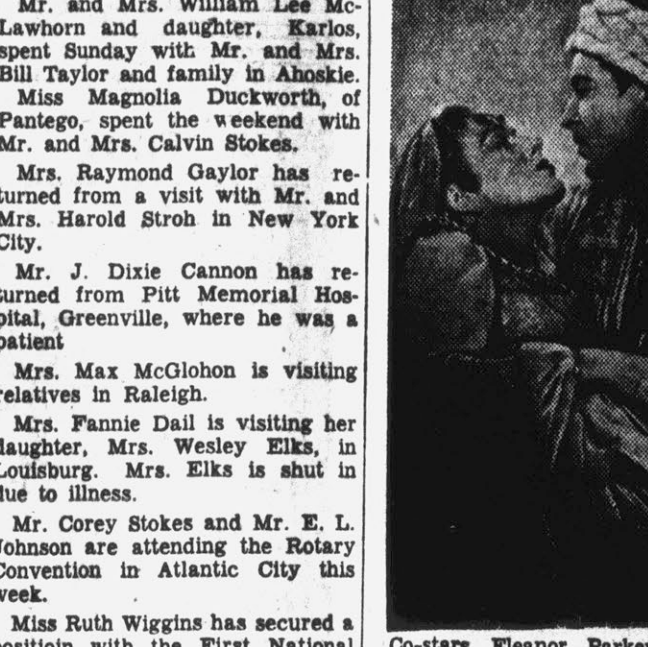 Mr. and Mrs. William Lee Mc-
Lawhorn and daughter, Karlos,
spent Sunday with Mr. and Mrs.
Bill Taylor and family in Ahoskie.
Miss Magnolia Duckworth, of
Pantego, spent the weekend with
Mr. and Mrs. Calvin Stokes.
Mrs. Raymond Gaylor has re-
turned from a visit with Mr. and
Mrs. Harold Stroh in New York
City.
Mr. J. Dixie Cannon has re-
turned from Pitt Memorial Hos-
pital, Greenville, where he was a
patient
Mrs. Max McGlohon is visiting
relatives in Raleigh.
Mrs. Fannie Dail is visiting her
daughter, Mrs. Wesley Elks, in
Louisburg. Mrs. Elks is shut in
due to illness.
Mr. Corey Stokes and Mr. E. L.
Johnson are attending the Rotary
Convention in Atlantic City this
week.
Miss Ruth Wiggins has secured a
positioin with the First National
Co-stars Eleanor Parker